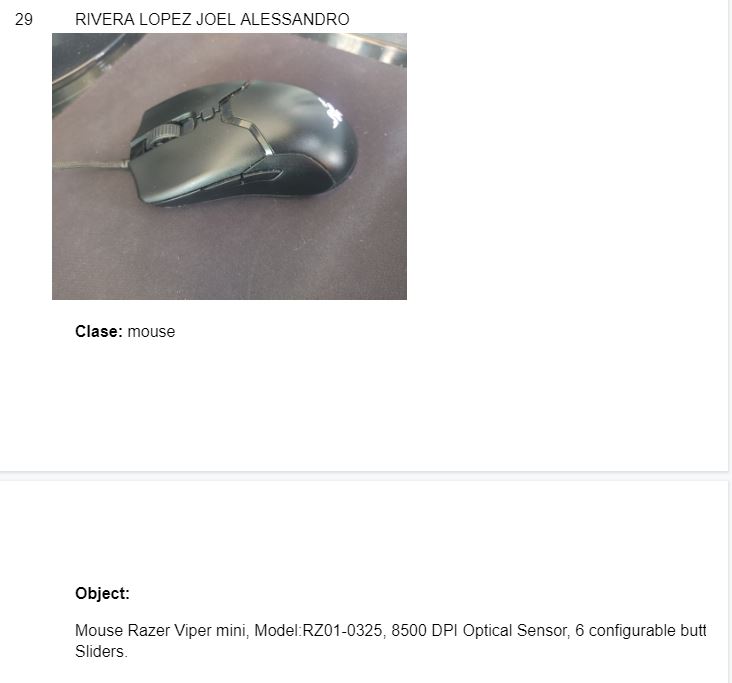 29 RIVERA LOPEZ JOEL ALESSANDRO
Clase: mouse
Object:
Mouse Razer Viper mini, Model:RZ01-0325, 8500 DPI Optical Sensor, 6 configurable butt
Sliders.